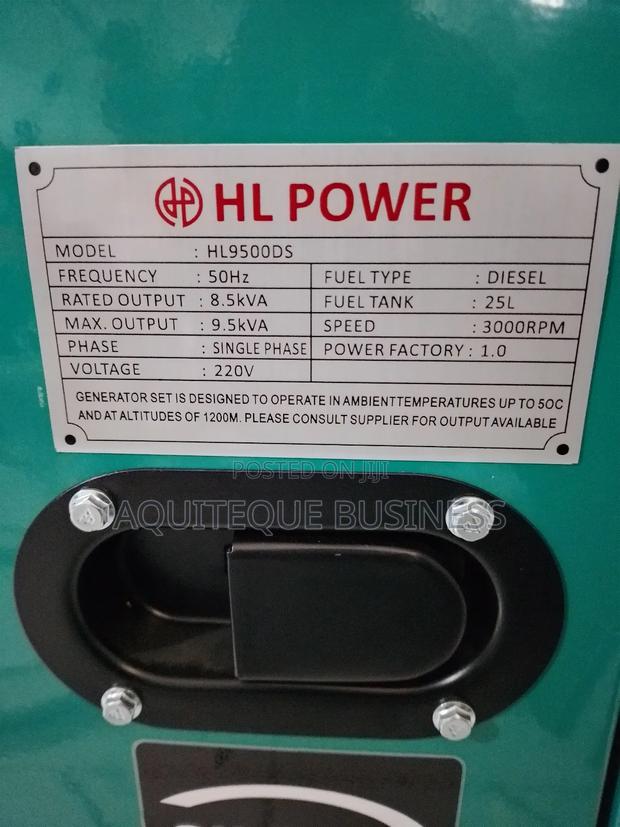 HL POWER
MODEL : HL9500DS
FREQUENCY : 50Hz FUEL TYPE : DIESEL
RATED OUTPUT : 8.5kVA FUEL TANK : 25L
MAX. OUTPUT : 9.5kVA SPEED : 3000RPM
PHASE : SINGLE PHASE POWER FACTORY : 1.0
VOLTAGE : 220V
GENERATOR SET IS DESIGNED TO OPERATE IN AMBIENTTEMPERATURES UP TO 50C
AND AT ALTITUDES OF 1200M. PLEASE CONSULT SUPPLIER FOR OUTPUT AVAILABLE
POSTED ON JIJI
AQUITEQUE BUSINESS